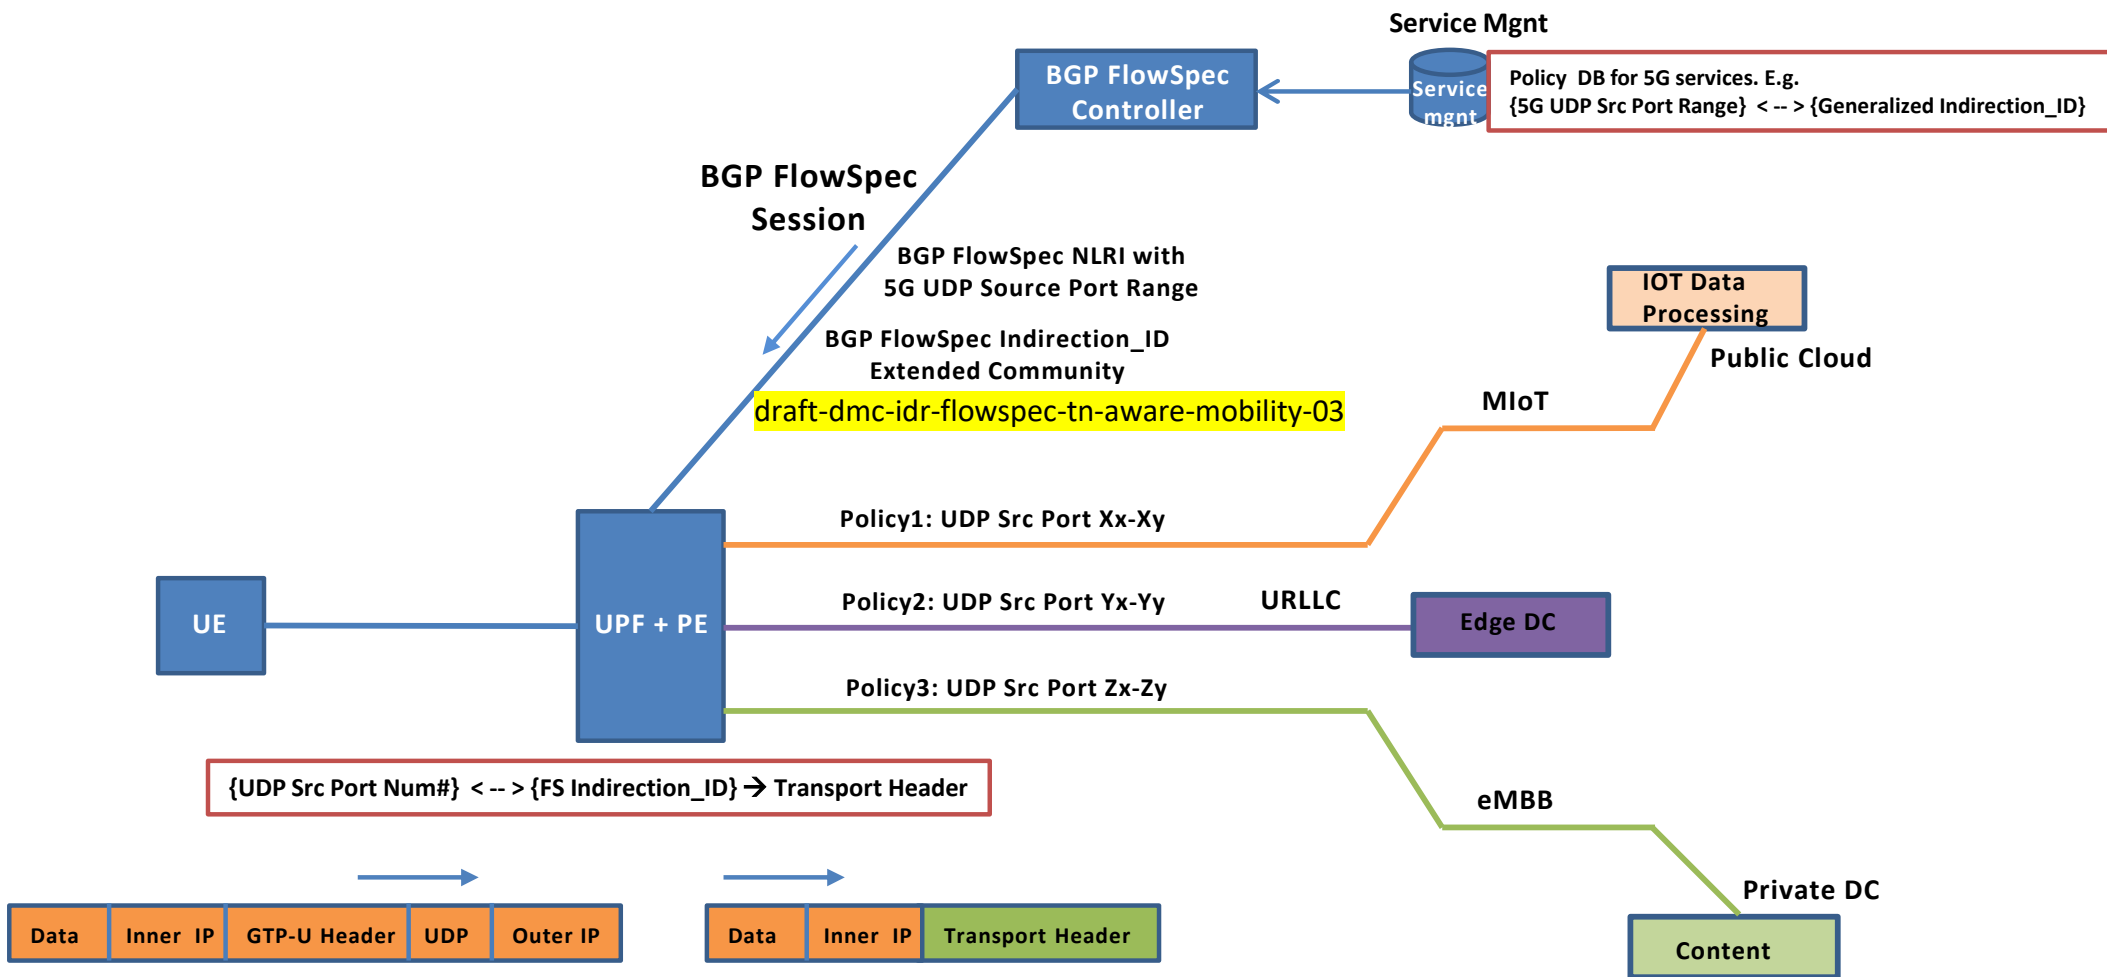 Service Mgnt
BGP FlowSpec
Controller
Service
mgnt
Policy DB for 5G services. E.g.
{5G UDP Src Port Range} < -- > {Generalized Indirection_ID}
BGP FlowSpec
Session
BGP FlowSpec NLRI with
5G UDP Source Port Range
BGP FlowSpec Indirection_ID
Extended Community
draft-dmc-idr-flowspec-tn-aware-mobility-03
IOT Data
Processing
Public Cloud
MIoT
Policy1: UDP Src Port Xx-Xy
UE
UPF + PE
Policy2: UDP Src Port Yx-Yy
URLLC
Edge DC
Policy3: UDP Src Port Zx-Zy
{UDP Src Port Num#} < -- > {FS Indirection_ID} → Transport Header
eMBB
Private DC
Content
Data Inner IP GTP-U Header UDP Outer IP
Data Inner IP Transport Header